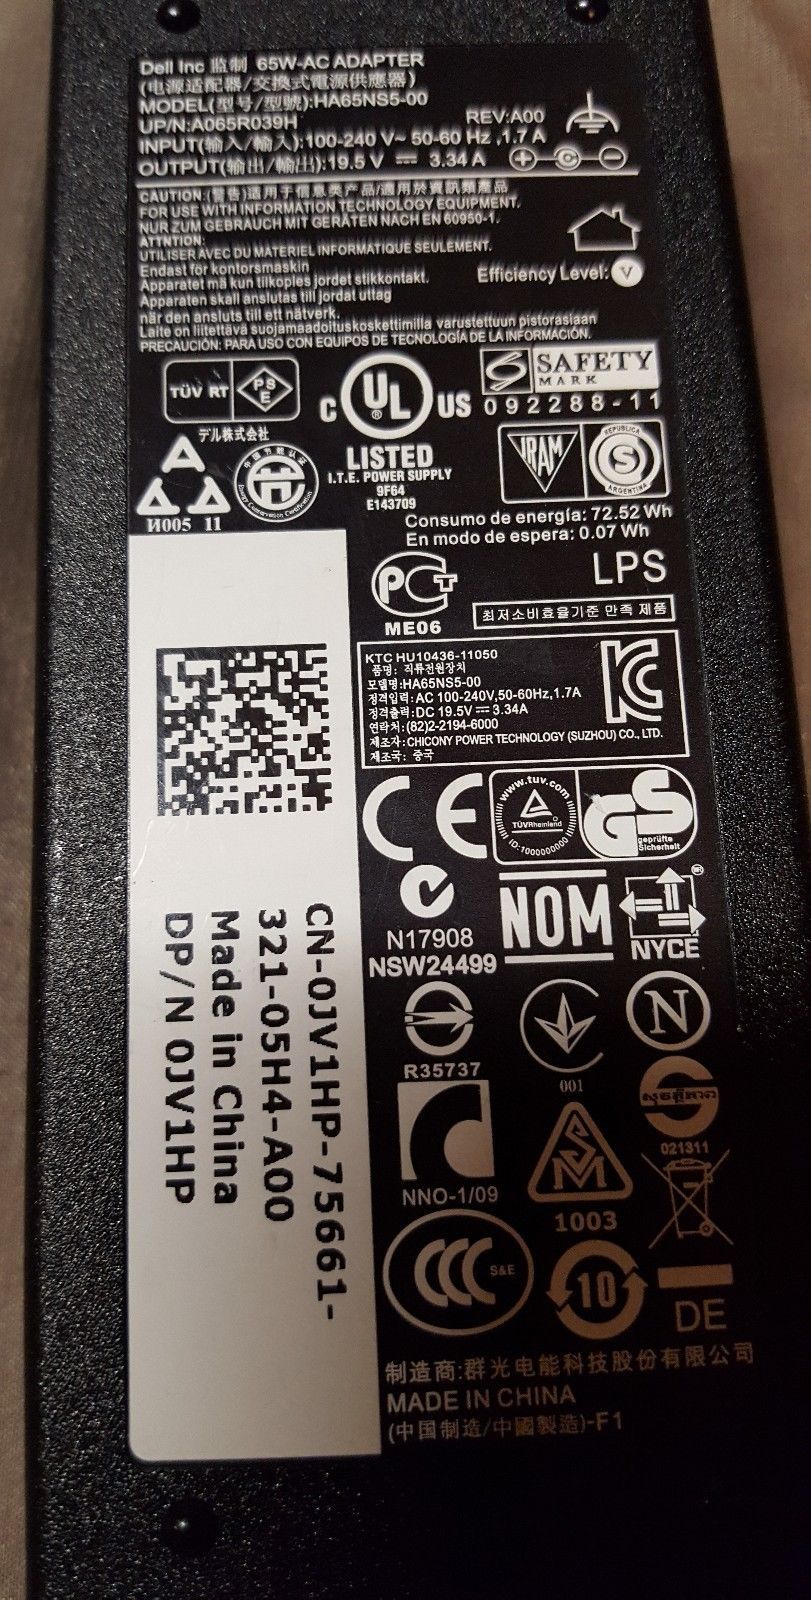 Dell Inc 监制 65W-AC ADAPTER
(电源适配器/交換式電源供應器)
MODEL(型号/型號):HA65NS5-00
UP/N:A065R039H REV:A00
INPUT(输入/輸入):100-240 V~ 50-60 Hz ,1.7 A
OUTPUT(输出/輸出):19.5 V ⎓ 3.34 A
CAUTION:(警告)适用于信息类产品/適用於資訊類產品
FOR USE WITH INFORMATION TECHNOLOGY EQUIPMENT.
NUR ZUM GEBRAUCH MIT GERÄTEN NACH EN 60950-1.
ATTNTION:
UTILISER AVEC DU MATERIEL INFORMATIQUE SEULEMENT.
Endast för kontorsmaskin
Apparatet må kun tilkoples jordet stikkontakt.
Apparaten skall anslutas till jordat uttag
när den ansluts till ett nätverk.
Laite on liitettävä suojamaadoituskoskettimilla varustettuun pistorasiaan
PRECAUCIÓN: PARA USO CON EQUIPOS DE TECNOLOGÍA DE LA INFORMACIÓN.
Efficiency Level: V
TÜV RT
PS
E
C UL US
®
LISTED
I.T.E. POWER SUPPLY
9F64
E143709
SAFETY
MARK
092288-11
デル株式会社
И005 11
中国节能认证
Energy Conservation Certification
IRAM
REPUBLICA
S
ARGENTINA
Consumo de energía: 72.52 Wh
En modo de espera: 0.07 Wh
PCT
ME06
LPS
최저소비효율기준 만족 제품
KTC HU10436-11050
품명: 직류전원장치
모델명:HA65NS5-00
정격입력:AC 100-240V,50-60Hz,1.7A
정격출력:DC 19.5V ⎓ 3.34A
연락처:(82)2-2194-6000
제조자:CHICONY POWER TECHNOLOGY (SUZHOU) CO., LTD.
제조국: 중국
KC
CE
www.tuv.com
TÜVRheinland
ID:1000000000
GS
geprüfte
Sicherheit
N17908
NSW24499
NOM
NYCE
R35737
001
N
NNO-1/09
SM
1003
021311
CCC
S&E
10
DE
制造商:群光电能科技股份有限公司
MADE IN CHINA
(中国制造/中國製造)-F1
CN-0JV1HP-75661-
321-05H4-A00
Made in China
DP/N 0JV1HP